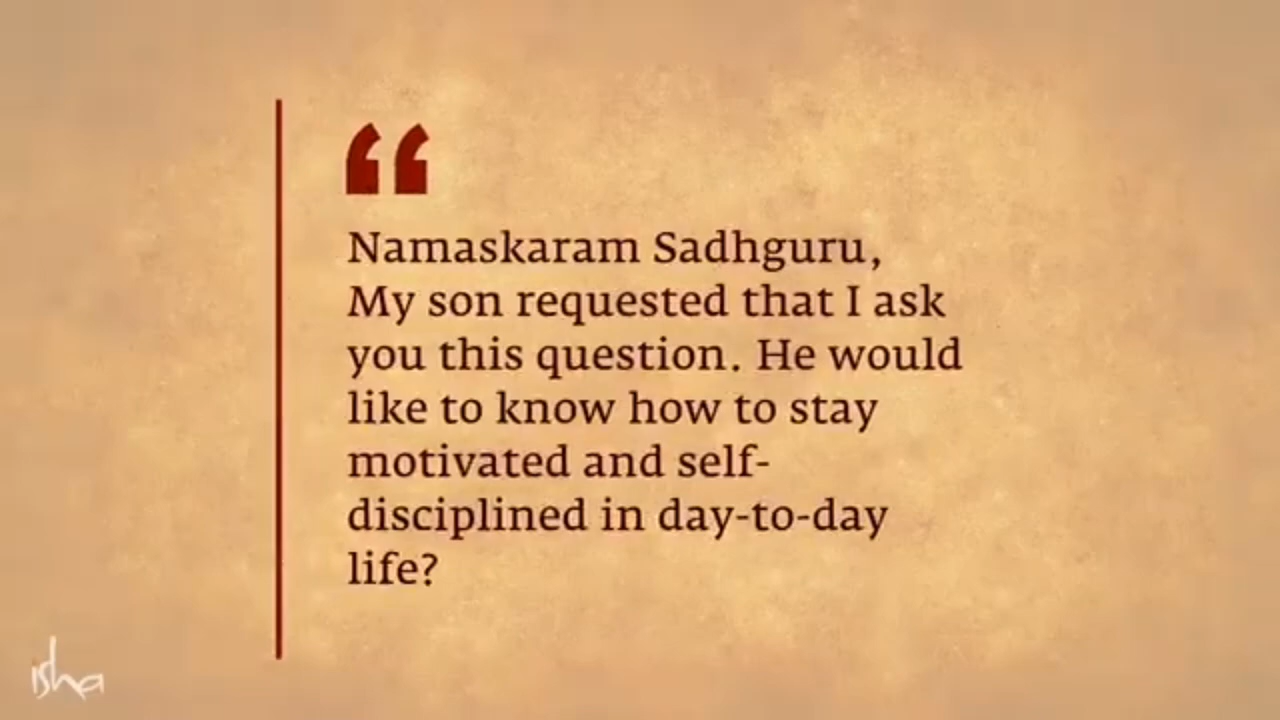 “
Namaskaram Sadhguru,
My son requested that I ask
you this question. He would
like to know how to stay
motivated and self-
disciplined in day-to-day
life?
isha